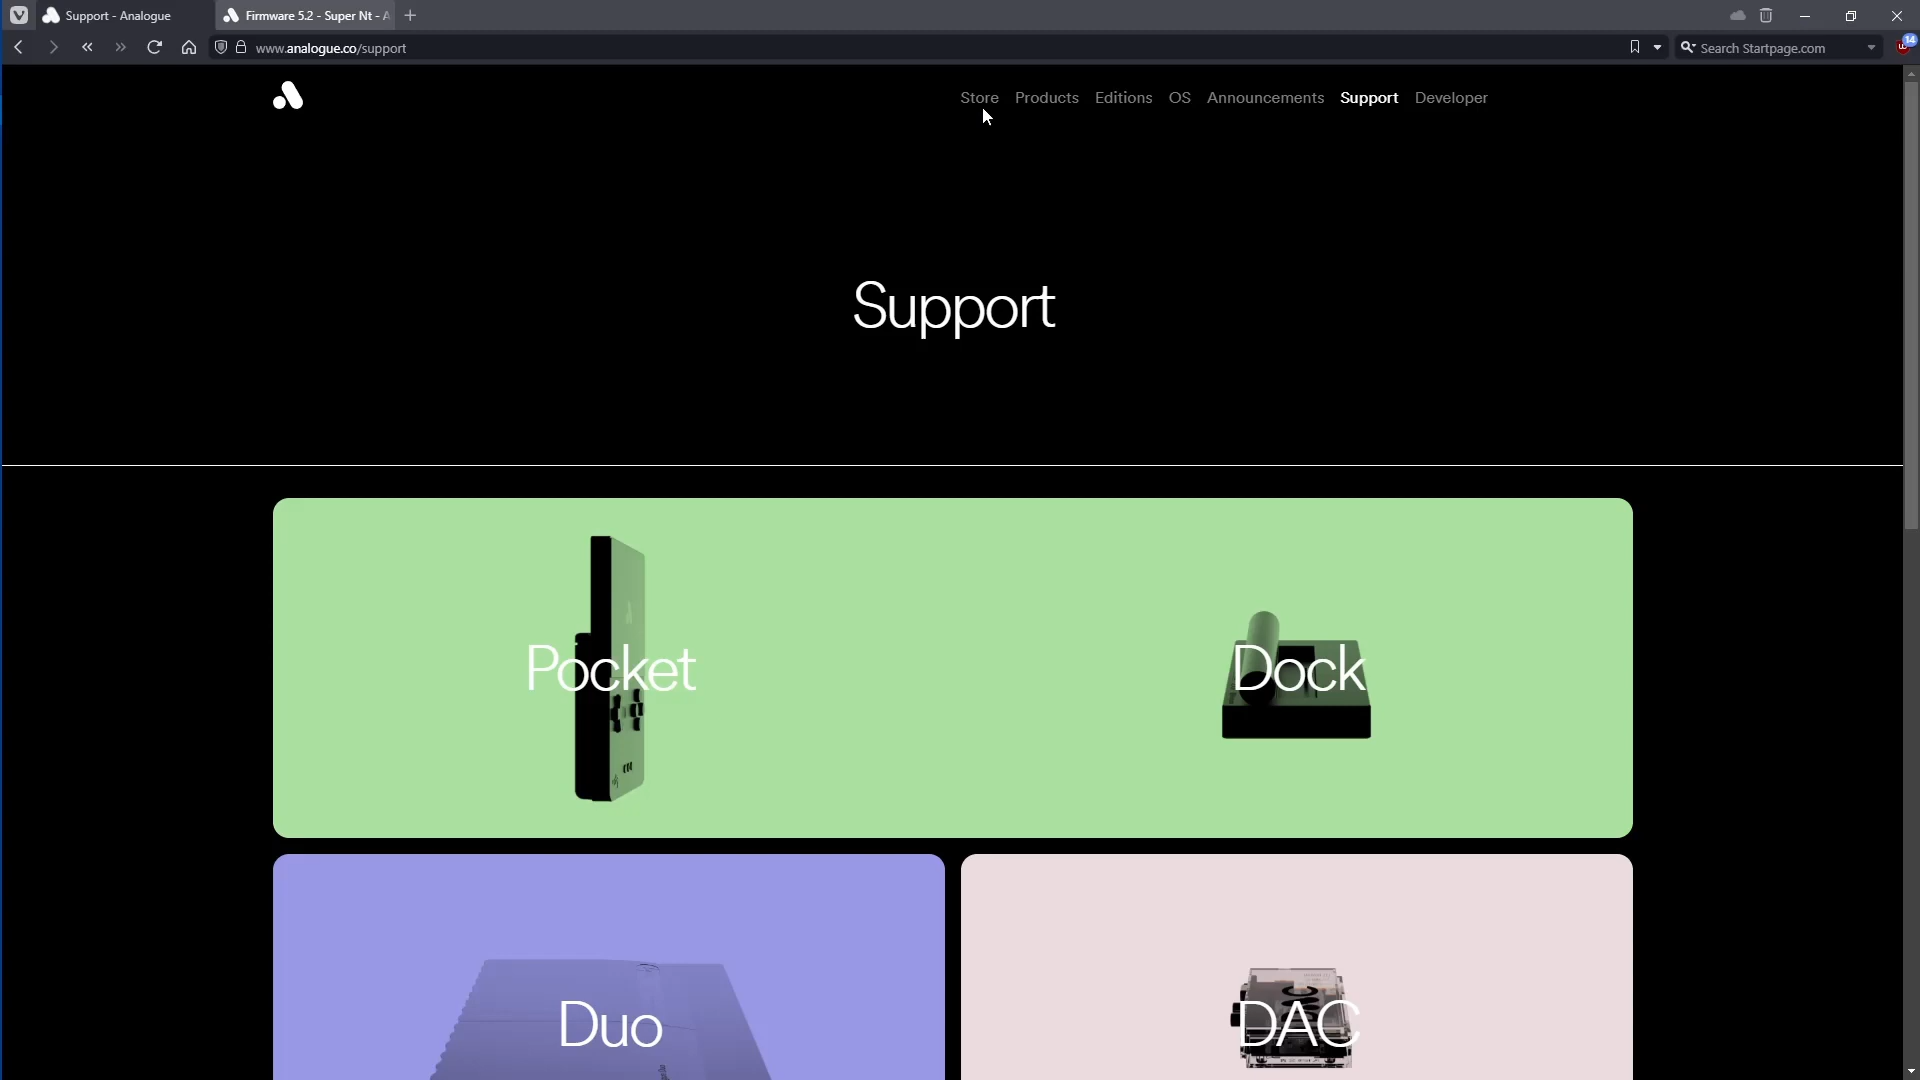 Support - Analogue
Firmware 5.2 - Super Nt - A
www.analogue.co/support
Search Startpage.com
14
Store Products Editions OS Announcements Support Developer
Support
Pocket
Dock
Duo
DAC